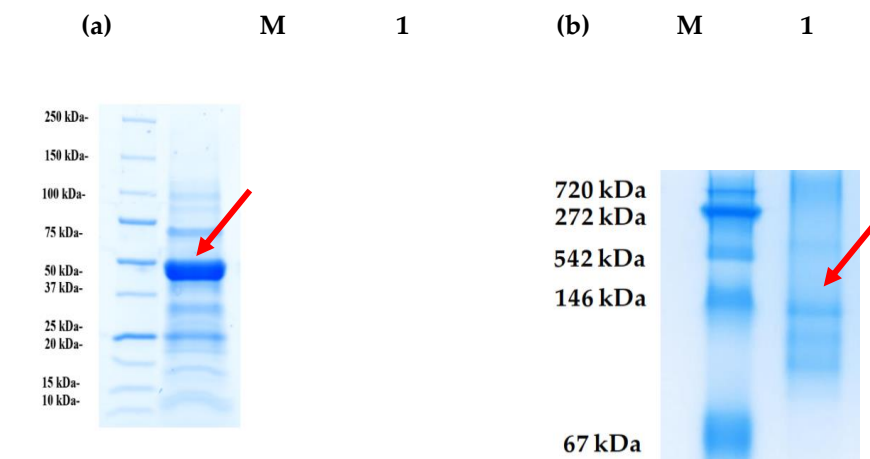 (a) M 1
250 kDa-
150 kDa-
100 kDa-
75 kDa-
50 kDa-
37 kDa-
25 kDa-
20 kDa-
15 kDa-
10 kDa-
(b) M 1
720 kDa
272 kDa
542 kDa
146 kDa
67 kDa